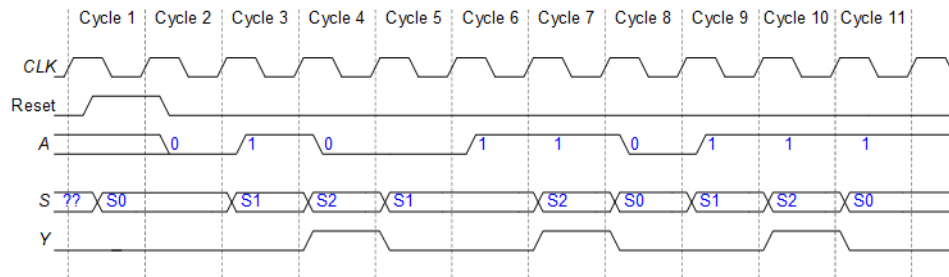 Cycle 1 Cycle 2 Cycle 3 Cycle 4 Cycle 5 Cycle 6 Cycle 7 Cycle 8 Cycle 9 Cycle 10 Cycle 11
CLK
Reset
A 0 1 0 1 1 0 1 1 1
S ?? S0 S1 S2 S1 S2 S0 S1 S2 S0
Y